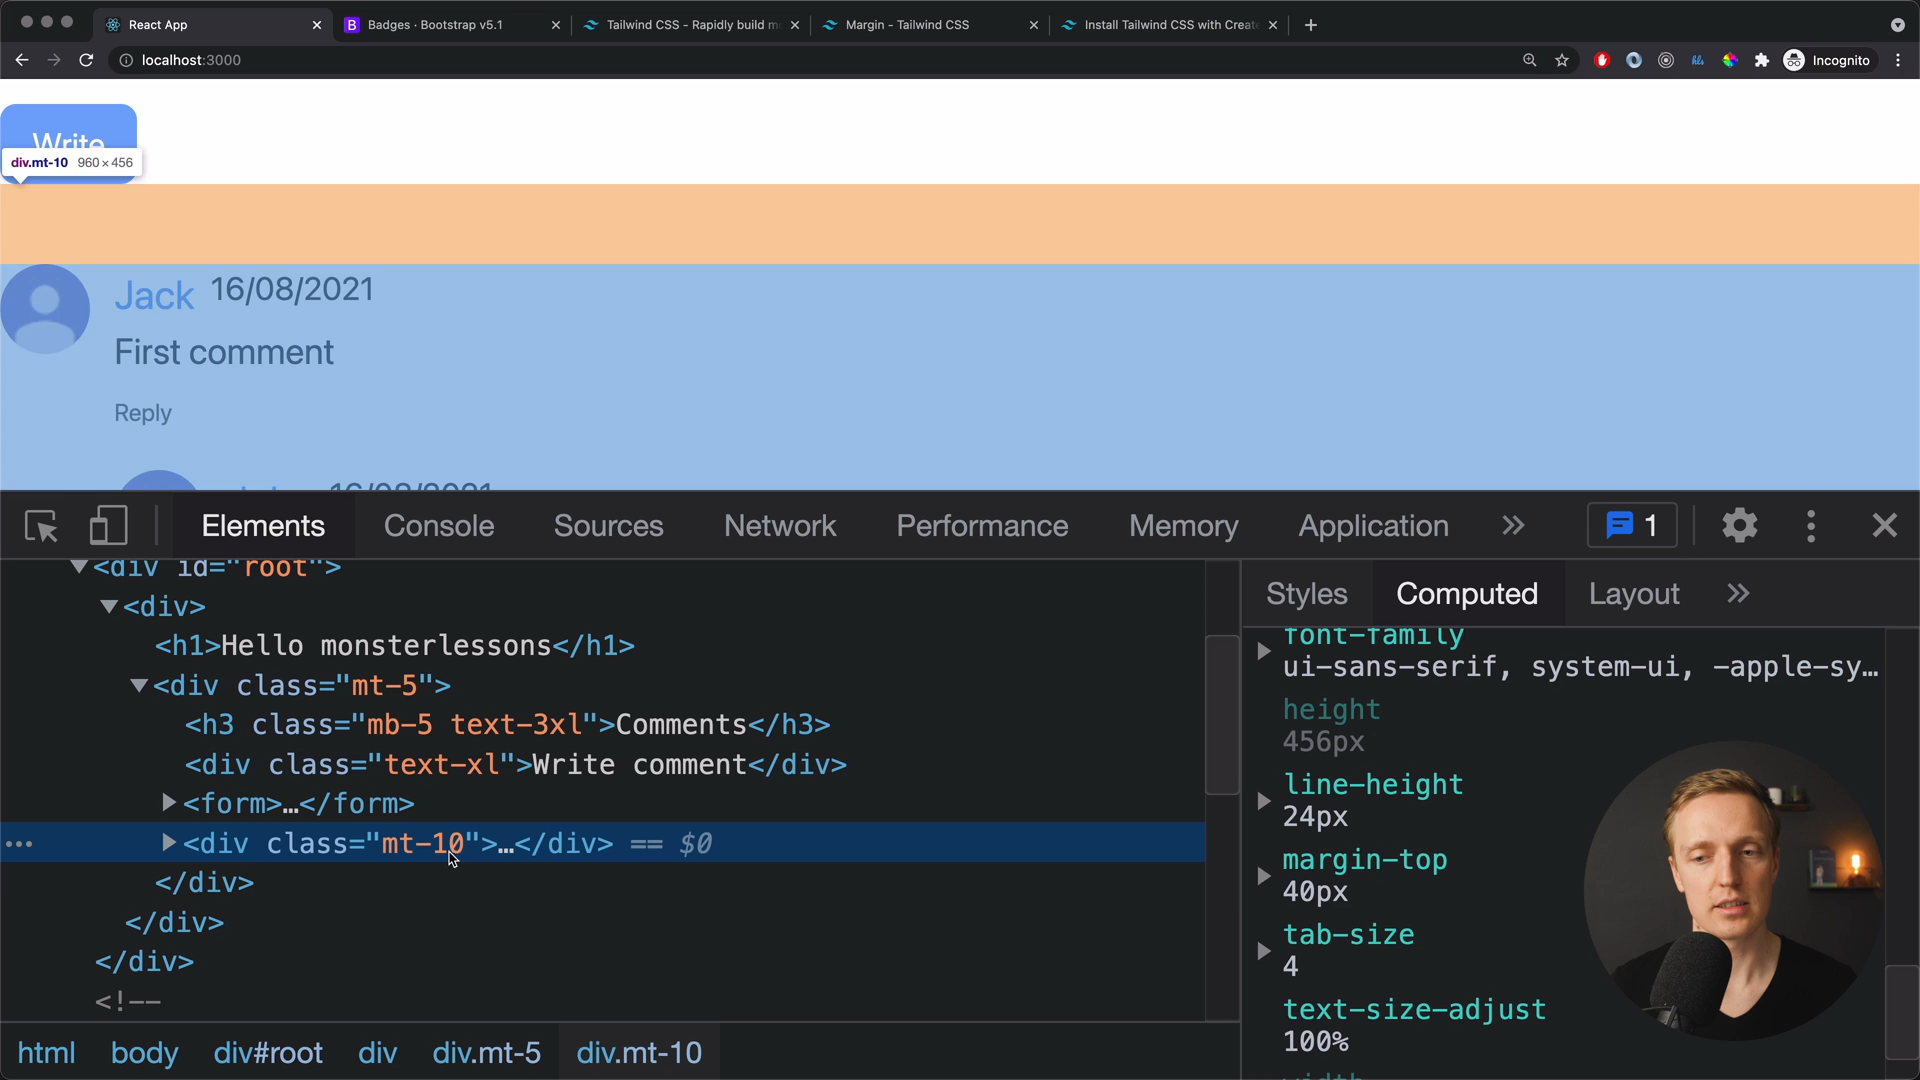 React App
Badges · Bootstrap v5.1
Tailwind CSS - Rapidly build m
Margin - Tailwind CSS
Install Tailwind CSS with Creat
localhost:3000
hls
Incognito
Write
div.mt-10 960 × 456
Jack 16/08/2021
First comment
Reply
16/08/2021
Elements Console Sources Network Performance Memory Application » 1
<div id="root">
<div>
<h1>Hello monsterlessons</h1>
<div class="mt-5">
<h3 class="mb-5 text-3xl">Comments</h3>
<div class="text-xl">Write comment</div>
<form>…</form>
<div class="mt-10">…</div> == $0
</div>
</div>
</div>
<!--
html body div#root div div.mt-5 div.mt-10
Styles Computed Layout »
font-family
ui-sans-serif, system-ui, -apple-sy…
height
456px
line-height
24px
margin-top
40px
tab-size
4
text-size-adjust
100%
width